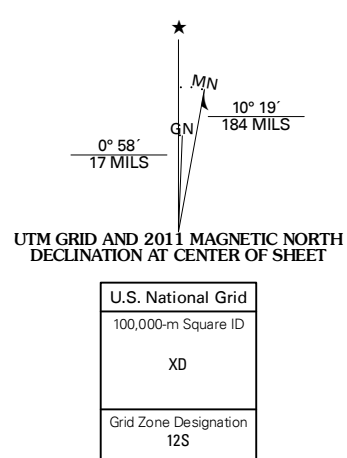 ★
MN
GN
10° 19´
184 MILS
0° 58´
17 MILS
UTM GRID AND 2011 MAGNETIC NORTH
DECLINATION AT CENTER OF SHEET
U.S. National Grid
100,000-m Square ID
XD
Grid Zone Designation
12S